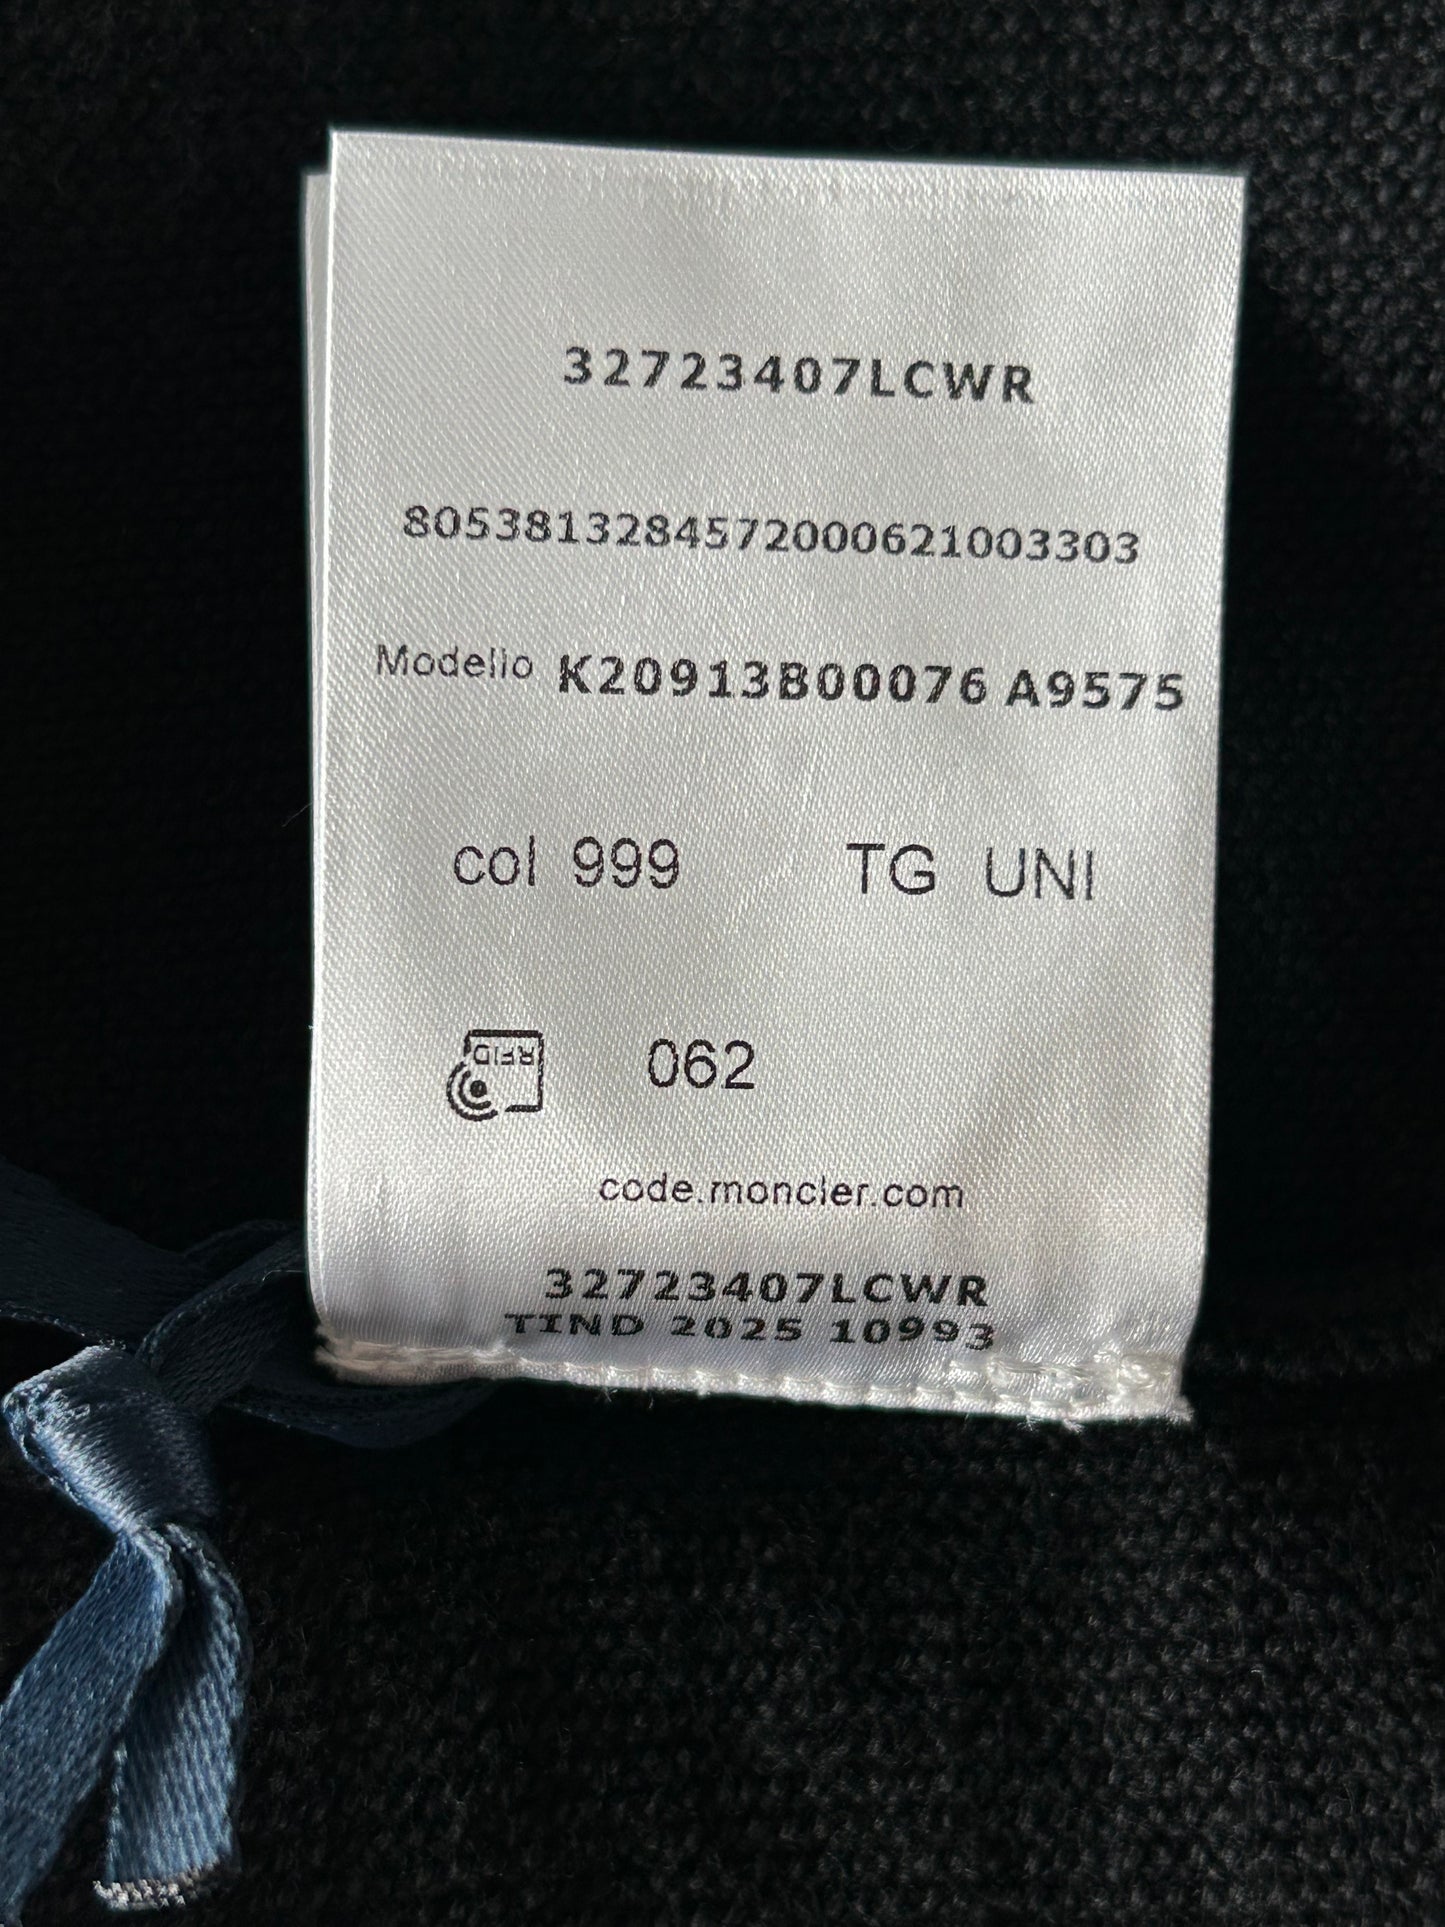 32723407LCWR
8053813284572000621003303
Modello K20913B00076 A9575
col 999 TG UNI
RFID 062
code.moncler.com
32723407LCWR
TIND 2025 10993